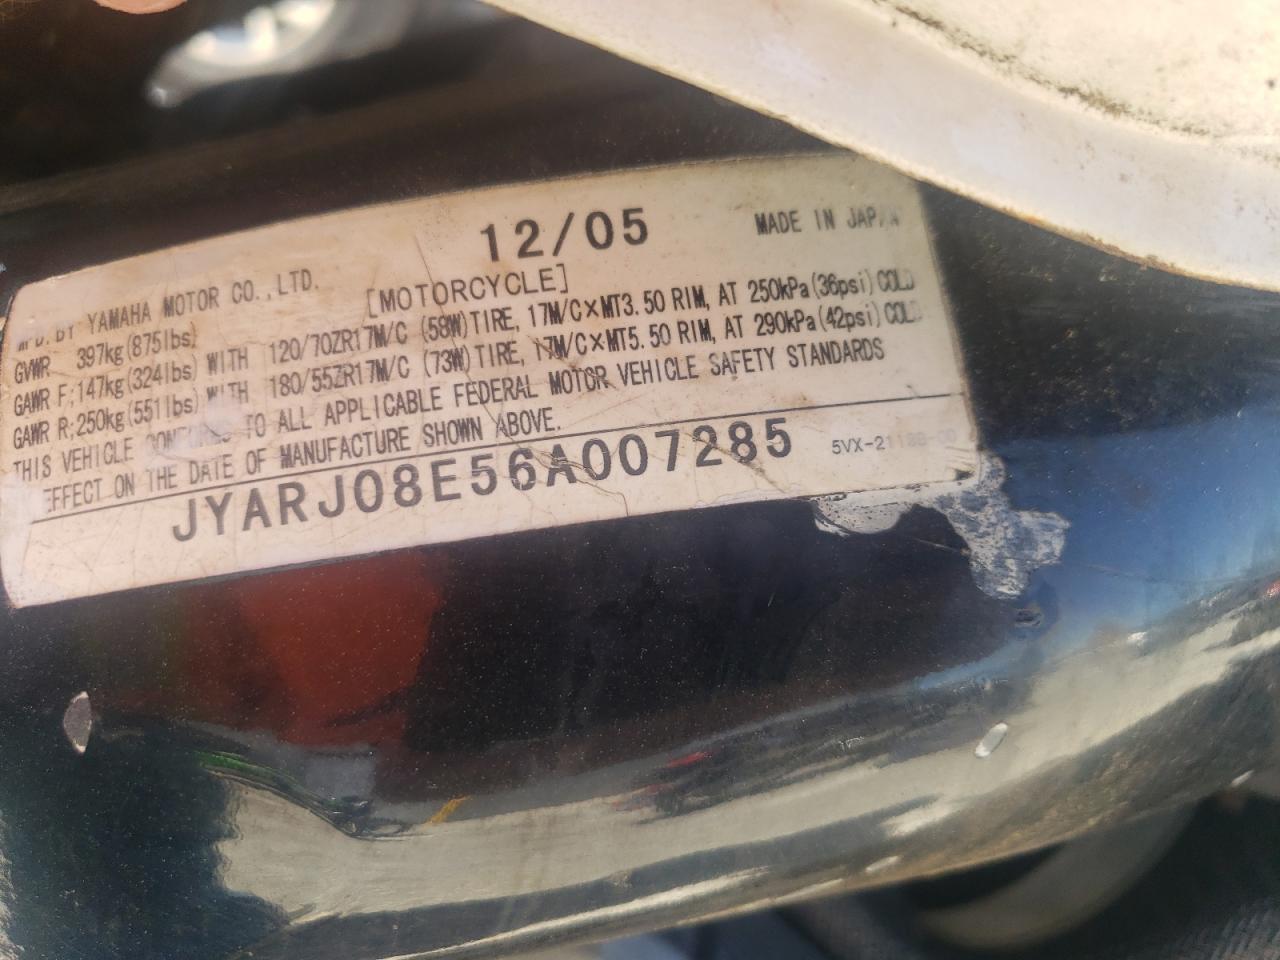 12/05
MADE IN JAPAN
MFD. BY YAMAHA MOTOR CO., LTD.
[MOTORCYCLE]
GVWR 397kg(875lbs)
GAWR F;147kg(324lbs) WITH 120/70ZR17M/C (58W)TIRE, 17M/C×MT3.50 RIM, AT 250kPa(36psi) COLD
GAWR R;250kg(551lbs) WITH 180/55ZR17M/C (73W)TIRE, 17M/C×MT5.50 RIM, AT 290kPa(42psi) COLD
THIS VEHICLE CONFORMS TO ALL APPLICABLE FEDERAL MOTOR VEHICLE SAFETY STANDARDS
EFFECT ON THE DATE OF MANUFACTURE SHOWN ABOVE.
JYARJ08E56A007285